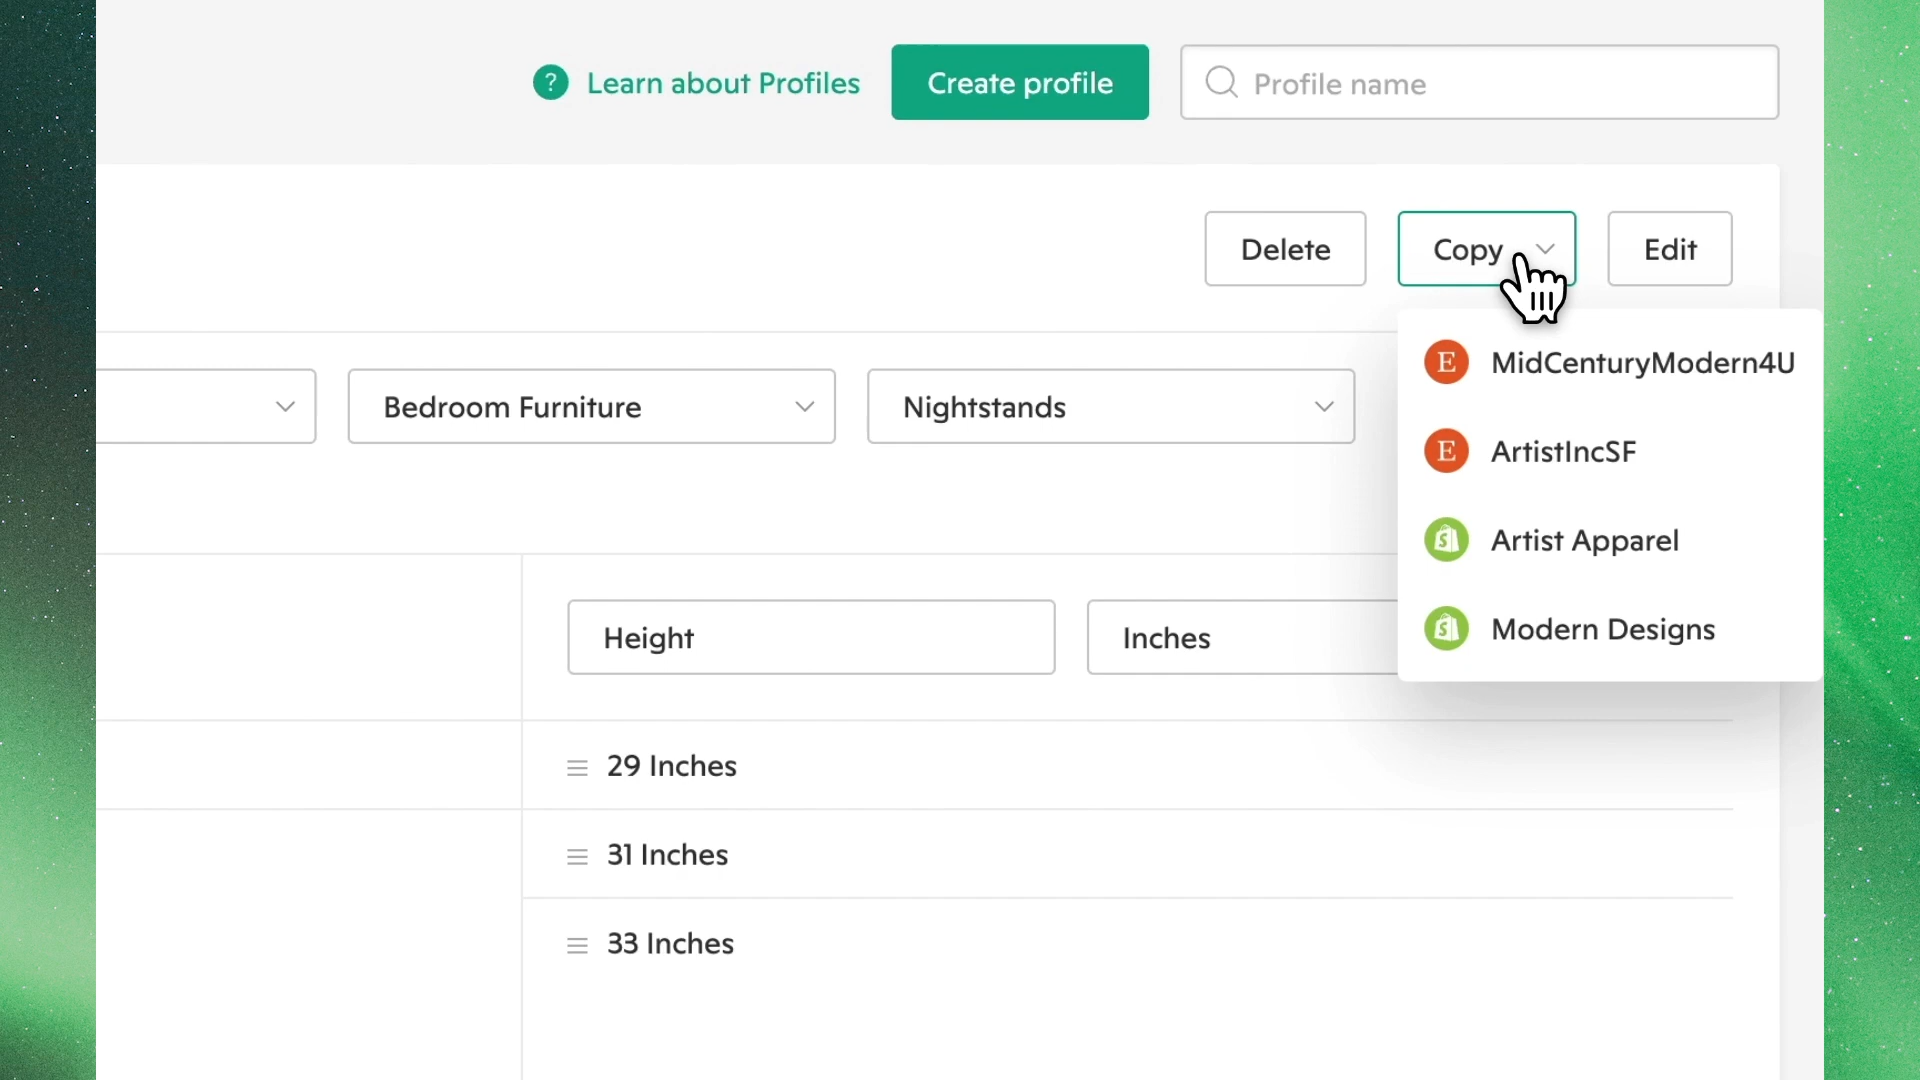 ? Learn about Profiles
Create profile
Profile name
Delete
Copy
Edit
E MidCenturyModern4U
Bedroom Furniture
Nightstands
E ArtistIncSF
S Artist Apparel
S Modern Designs
Height
Inches
29 Inches
31 Inches
33 Inches